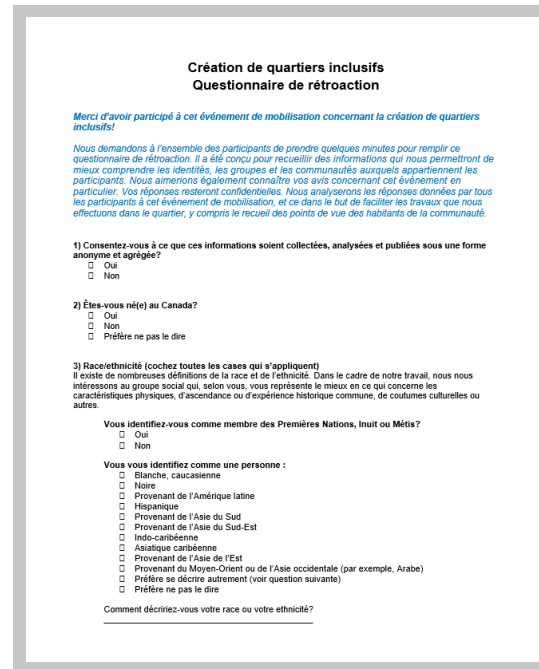 Création de quartiers inclusifs
Questionnaire de rétroaction
Merci d'avoir participé à cet événement de mobilisation concernant la création de quartiers
inclusifs!
Nous demandons à l'ensemble des participants de prendre quelques minutes pour remplir ce
questionnaire de rétroaction. Il a été conçu pour recueillir des informations qui nous permettront de
mieux comprendre les identités, les groupes et les communautés auxquels appartiennent les
participants. Nous aimerions également connaître vos avis concernant cet événement en
particulier. Vos réponses resteront confidentielles. Nous analyserons les réponses données par tous
les participants à cet événement de mobilisation, et ce dans le but de faciliter les travaux que nous
effectuons dans le quartier, y compris le recueil des points de vue des habitants de la communauté.
1) Consentez-vous à ce que ces informations soient collectées, analysées et publiées sous une forme
anonyme et agrégée?
Oui
Non
2) Êtes-vous né(e) au Canada?
Oui
Non
Préfère ne pas le dire
3) Race/ethnicité (cochez toutes les cases qui s'appliquent)
Il existe de nombreuses définitions de la race et de l'ethnicité. Dans le cadre de notre travail, nous nous
intéressons au groupe social qui, selon vous, vous représente le mieux en ce qui concerne les
caractéristiques physiques, d'ascendance ou d'expérience historique commune, de coutumes culturelles ou
autres.
Vous identifiez-vous comme membre des Premières Nations, Inuit ou Métis?
Oui
Non
Vous vous identifiez comme une personne :
Blanche, caucasienne
Noire
Provenant de l'Amérique latine
Hispanique
Provenant de l'Asie du Sud
Provenant de l'Asie du Sud-Est
Indo-caribéenne
Asiatique caribéenne
Provenant de l'Asie de l'Est
Provenant du Moyen-Orient ou de l'Asie occidentale (par exemple, Arabe)
Préfère se décrire autrement (voir question suivante)
Préfère ne pas le dire
Comment décririez-vous votre race ou votre ethnicité?